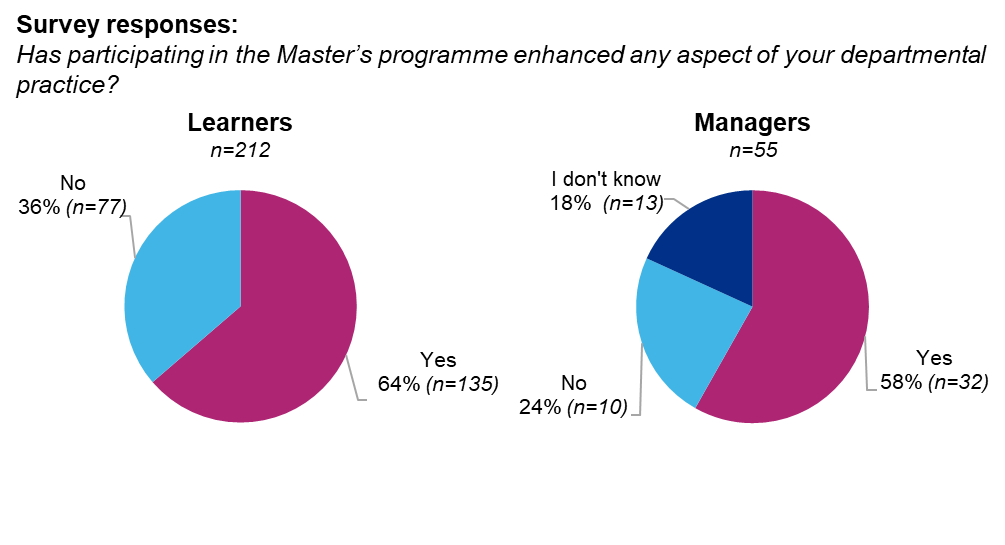 Survey responses:
Has participating in the Master’s programme enhanced any aspect of your departmental
practice?
Learners
n=212
No
36% (n=77)
Yes
64% (n=135)
Managers
n=55
I don't know
18%  (n=13)
No
24% (n=10)
Yes
58% (n=32)